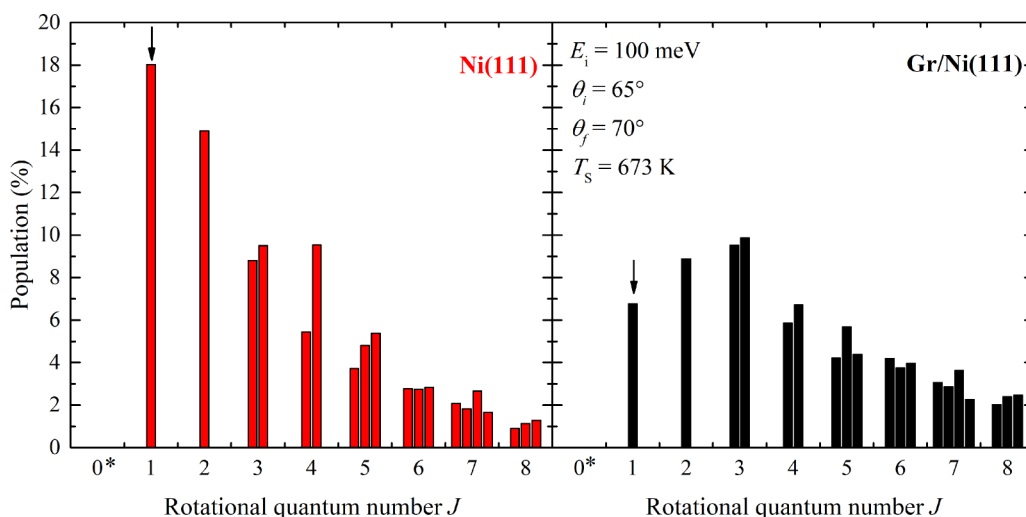 20
18
16
14
12
10
8
6
4
2
0
Population (%)
Ni(111)
0* 1 2 3 4 5 6 7 8
Rotational quantum number J
E_i = 100 meV
θ_i = 65°
θ_f = 70°
T_S = 673 K
Gr/Ni(111)
0* 1 2 3 4 5 6 7 8
Rotational quantum number J